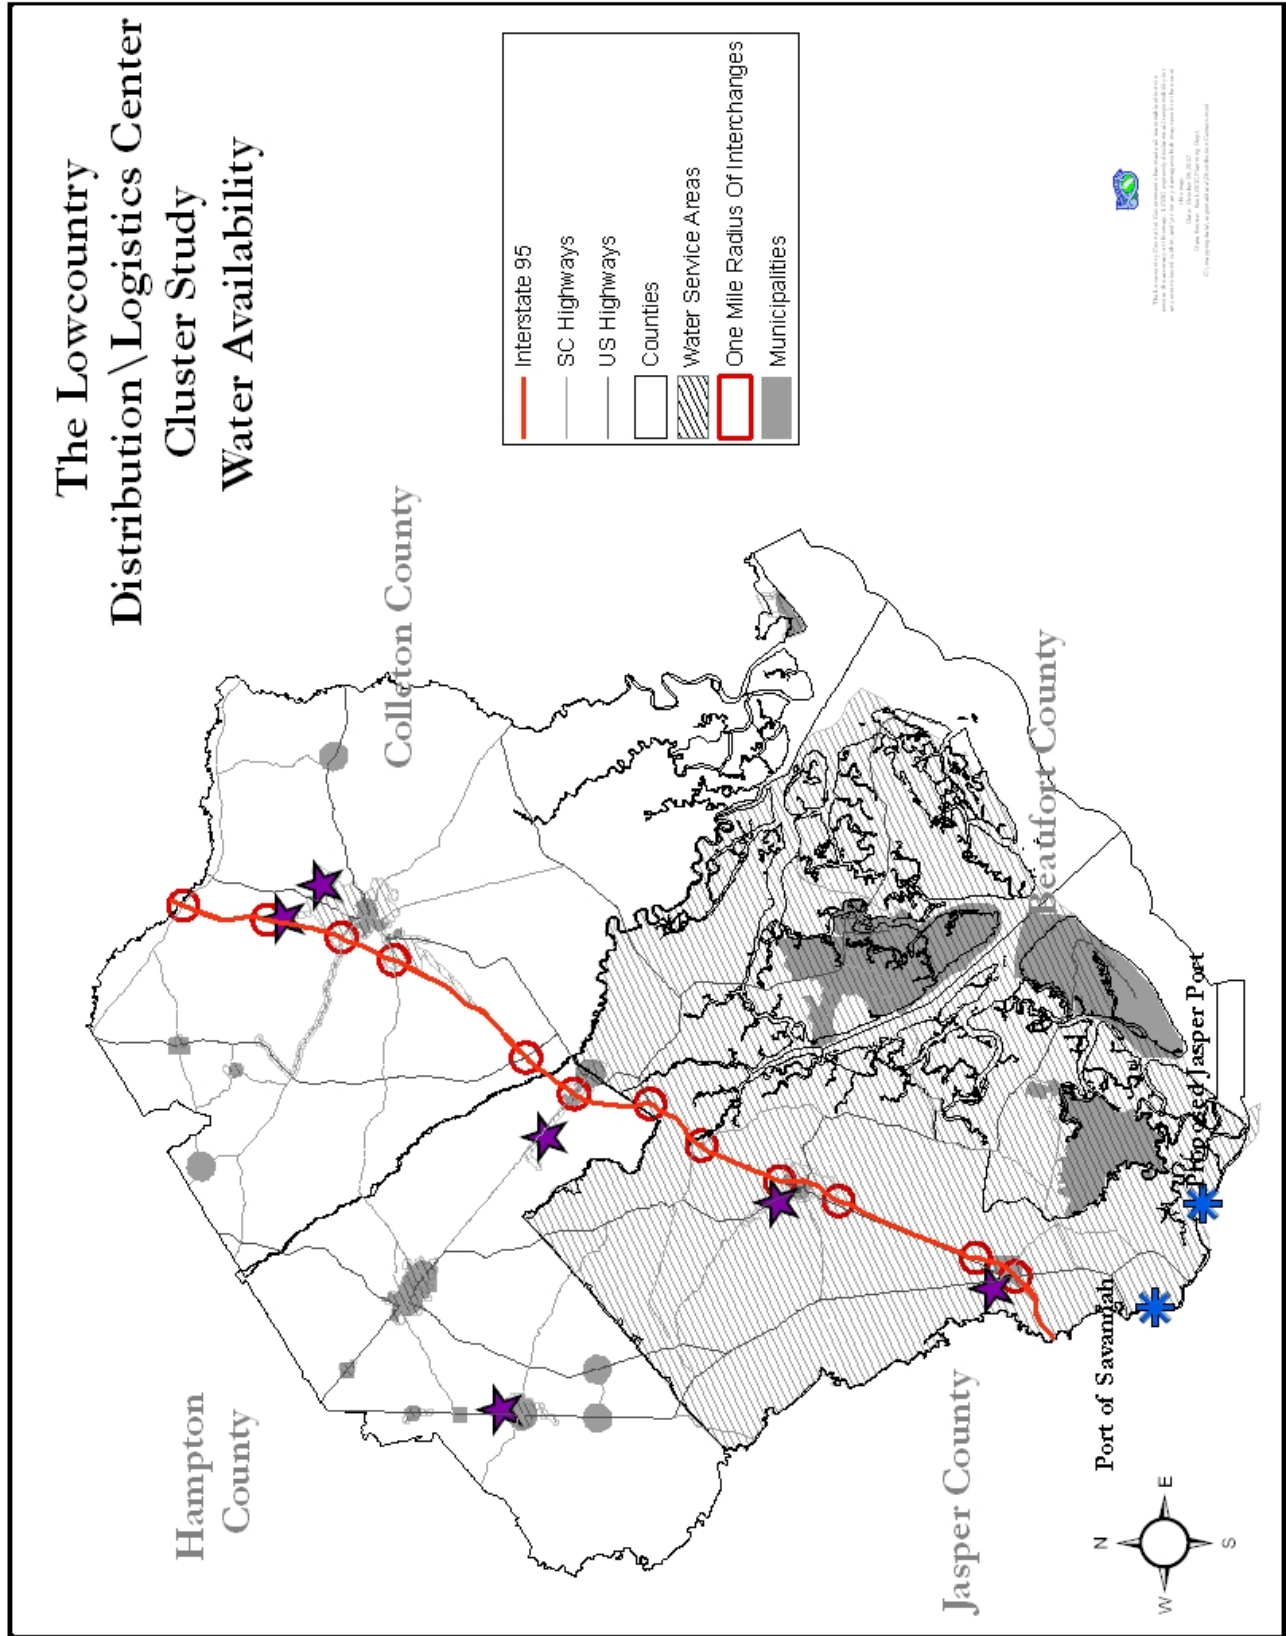 The Lowcountry
Distribution\Logistics Center
Cluster Study
Water Availability
Interstate 95
SC Highways
US Highways
Counties
Water Service Areas
One Mile Radius Of Interchanges
Municipalities
Hampton
County
Colleton County
Jasper County
Beaufort County
Port of Savannah
Proposed Jasper Port
N
W
E
S